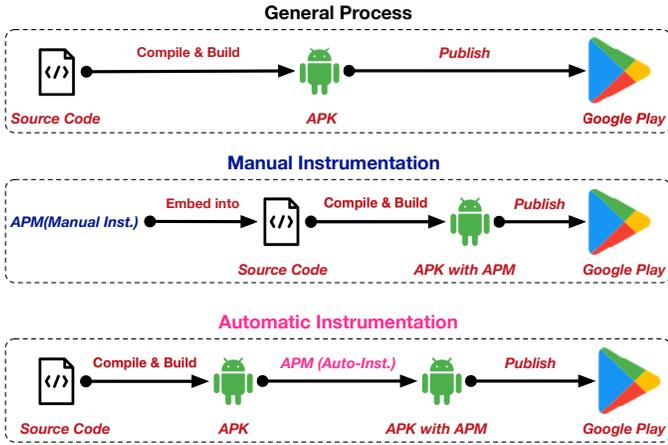 General Process
Compile & Build
Publish
</>
Source Code
APK
Google Play
Manual Instrumentation
APM(Manual Inst.)
Embed into
</>
Compile & Build
Publish
Source Code
APK with APM
Google Play
Automatic Instrumentation
</>
Compile & Build
APM (Auto-Inst.)
Publish
Source Code
APK
APK with APM
Google Play